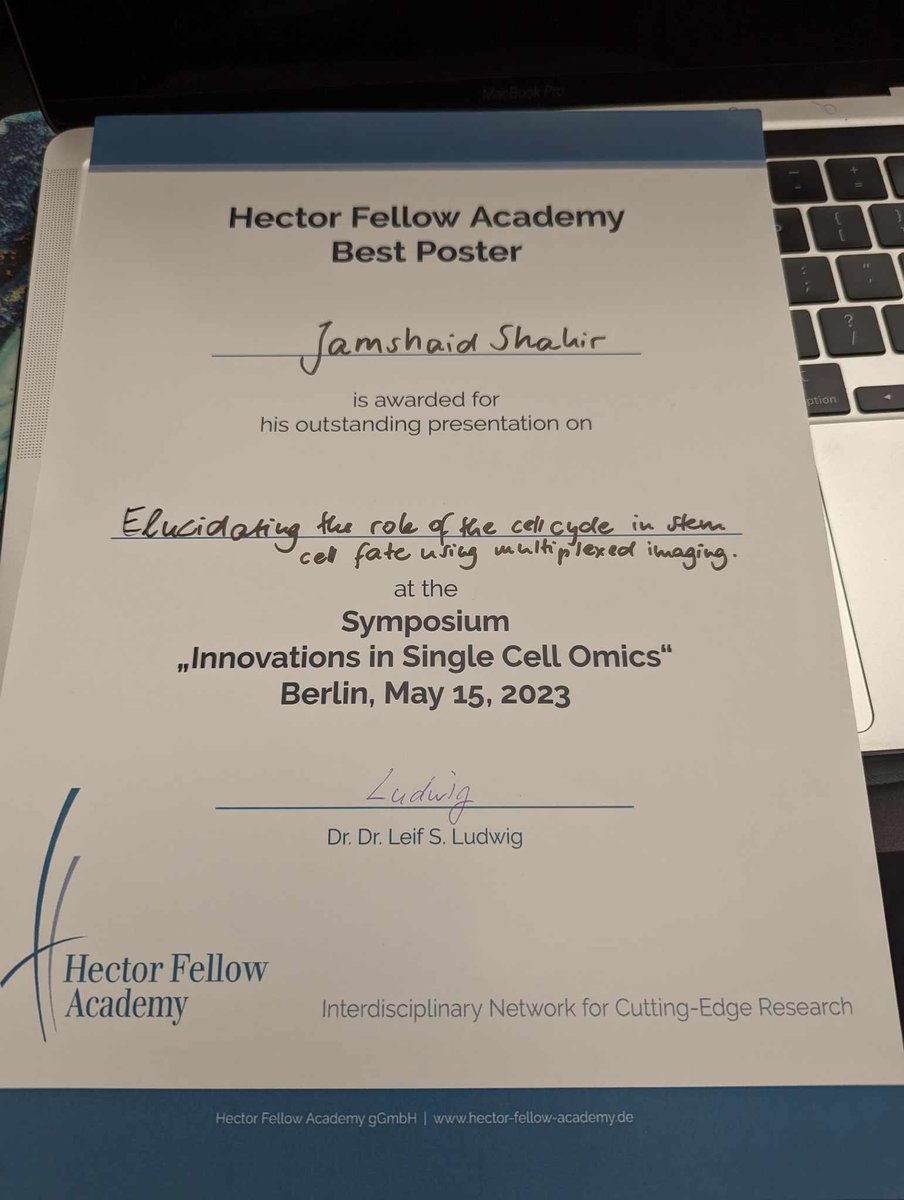 MacBook Pro
Hector Fellow Academy
Best Poster
Jamshaid Shahir
is awarded for
his outstanding presentation on
Elucidating the role of the cell cycle in stem
cell fate using multiplexed imaging.
at the
Symposium
„Innovations in Single Cell Omics“
Berlin, May 15, 2023
Ludwig
Dr. Dr. Leif S. Ludwig
Hector Fellow
Academy
Interdisciplinary Network for Cutting-Edge Research
Hector Fellow Academy gGmbH | www.hector-fellow-academy.de